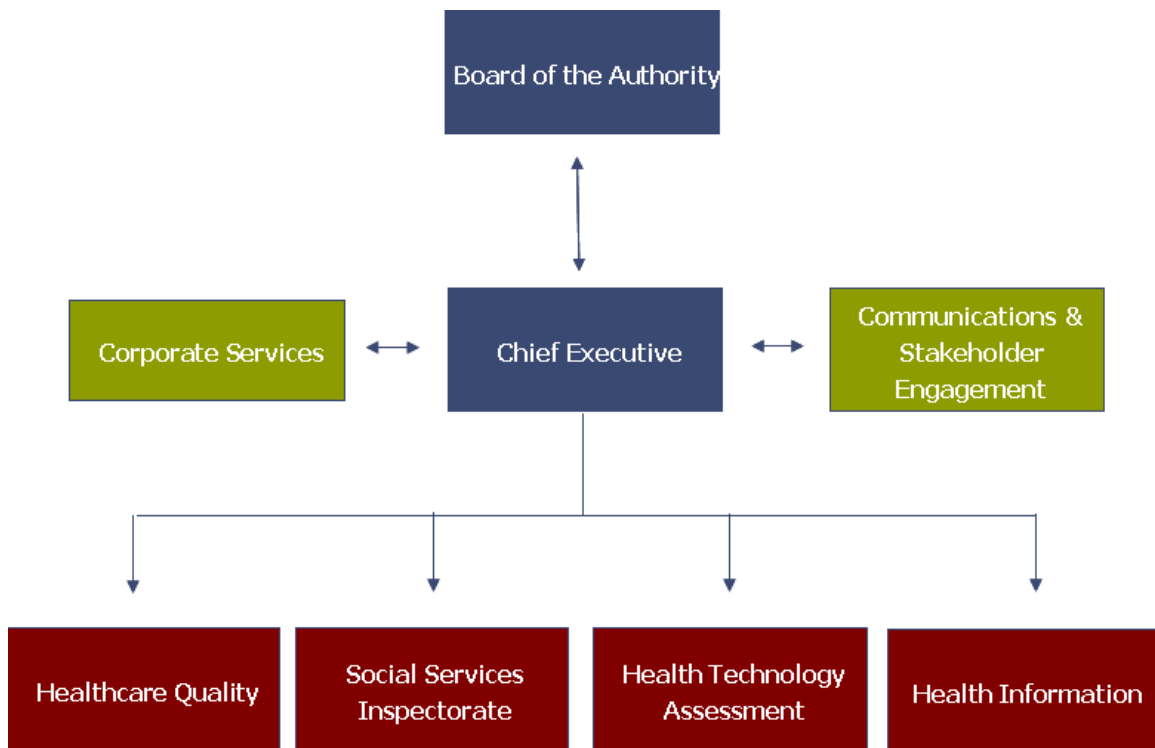 Board of the Authority
Corporate Services
Chief Executive
Communications &
Stakeholder
Engagement
Healthcare Quality
Social Services
Inspectorate
Health Technology
Assessment
Health Information